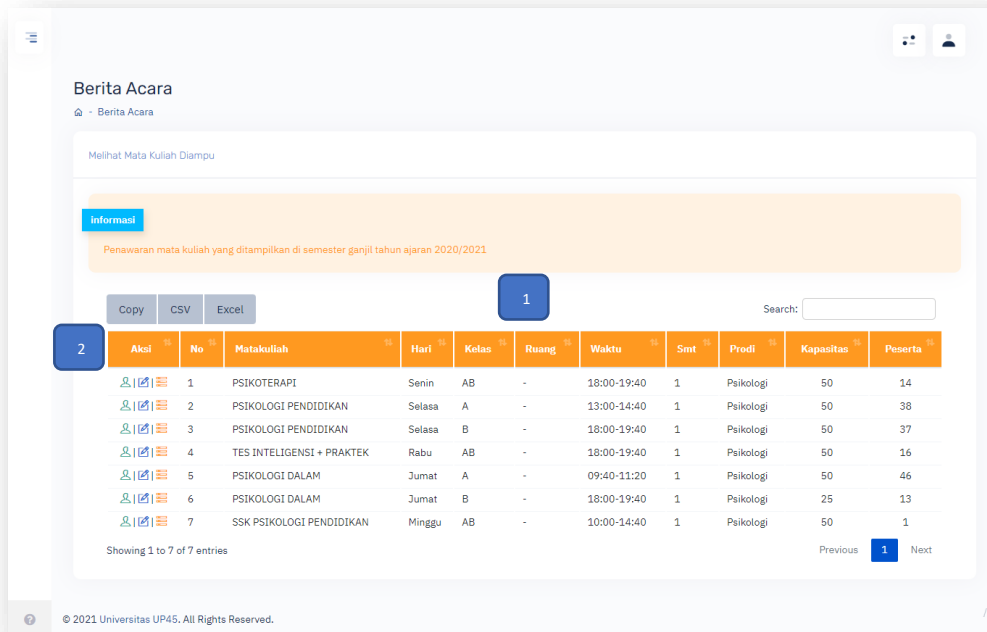 Berita Acara
- Berita Acara
Melihat Mata Kuliah Diampu
informasi
Penawaran mata kuliah yang ditampilkan di semester ganjil tahun ajaran 2020/2021
1
Copy CSV Excel Search:
2
Aksi No Matakuliah Hari Kelas Ruang Waktu Smt Prodi Kapasitas Peserta
| | 1 PSIKOTERAPI Senin AB - 18:00-19:40 1 Psikologi 50 14
| | 2 PSIKOLOGI PENDIDIKAN Selasa A - 13:00-14:40 1 Psikologi 50 38
| | 3 PSIKOLOGI PENDIDIKAN Selasa B - 18:00-19:40 1 Psikologi 50 37
| | 4 TES INTELIGENSI + PRAKTEK Rabu AB - 18:00-19:40 1 Psikologi 50 16
| | 5 PSIKOLOGI DALAM Jumat A - 09:40-11:20 1 Psikologi 50 46
| | 6 PSIKOLOGI DALAM Jumat B - 18:00-19:40 1 Psikologi 25 13
| | 7 SSK PSIKOLOGI PENDIDIKAN Minggu AB - 10:00-14:40 1 Psikologi 50 1
Showing 1 to 7 of 7 entries Previous 1 Next
? © 2021 Universitas UP45. All Rights Reserved. /